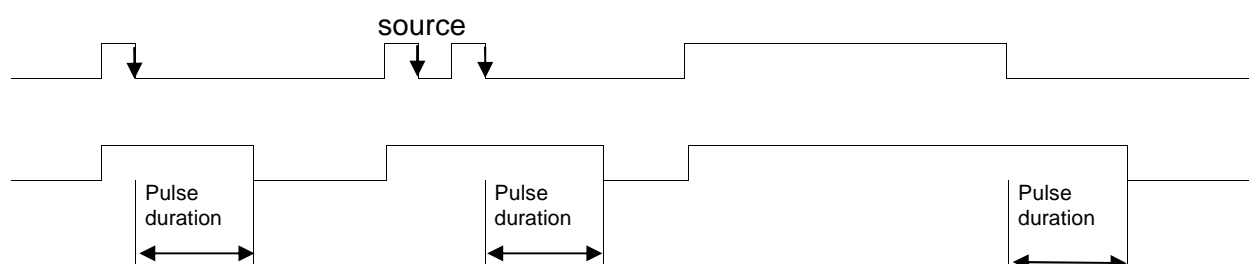 source
Pulse
duration
Pulse
duration
Pulse
duration